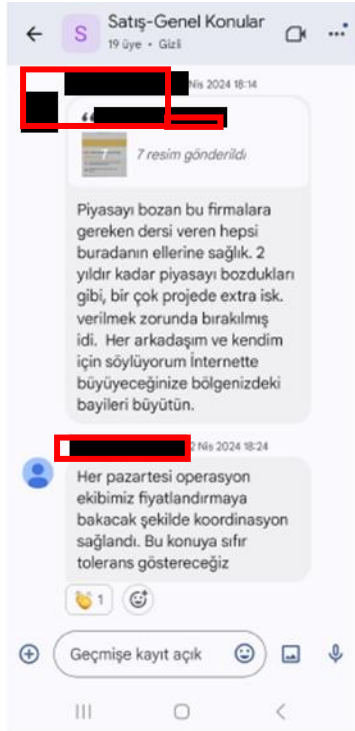 S
Satış-Genel Konular
19 üye • Gizli
Nis 2024 18:14
7
7 resim gönderildi
Piyasayı bozan bu firmalara
gereken dersi veren hepsi
buradanın ellerine sağlık. 2
yıldır kadar piyasayı bozdukları
gibi, bir çok projede extra isk.
verilmek zorunda bırakılmış
idi. Her arkadaşım ve kendim
için söylüyorum İnternette
büyüyeceğinize bölgenizdeki
bayileri büyütün.
2 Nis 2024 18:24
Her pazartesi operasyon
ekibimiz fiyatlandırmaya
bakacak şekilde koordinasyon
sağlandı. Bu konuya sıfır
tolerans göstereceğiz
1
Geçmişe kayıt açık